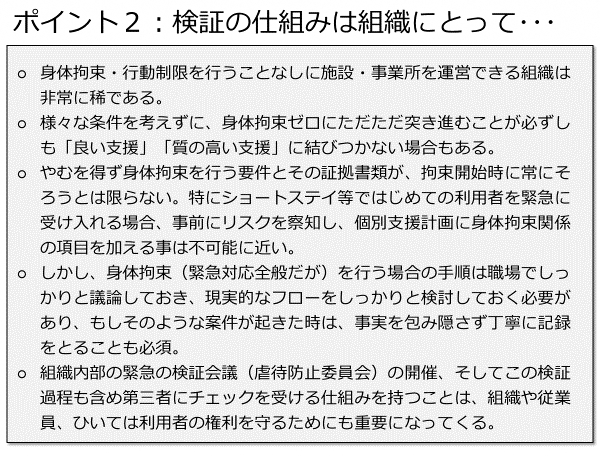 ポイント２：検証の仕組みは組織にとって･･･
○ 身体拘束・行動制限を行うことなしに施設・事業所を運営できる組織は
非常に稀である。
○ 様々な条件を考えずに、身体拘束ゼロにただただ突き進むことが必ずし
も「良い支援」「質の高い支援」に結びつかない場合もある。
○ やむを得ず身体拘束を行う要件とその証拠書類が、拘束開始時に常にそ
ろうとは限らない。特にショートステイ等ではじめての利用者を緊急に
受け入れる場合、事前にリスクを察知し、個別支援計画に身体拘束関係
の項目を加える事は不可能に近い。
○ しかし、身体拘束（緊急対応全般だが）を行う場合の手順は職場でしっ
かりと議論しておき、現実的なフローをしっかりと検討しておく必要が
あり、もしそのような案件が起きた時は、事実を包み隠さず丁寧に記録
をとることも必須。
○ 組織内部の緊急の検証会議（虐待防止委員会）の開催、そしてこの検証
過程も含め第三者にチェックを受ける仕組みを持つことは、組織や従業
員、ひいては利用者の権利を守るためにも重要になってくる。